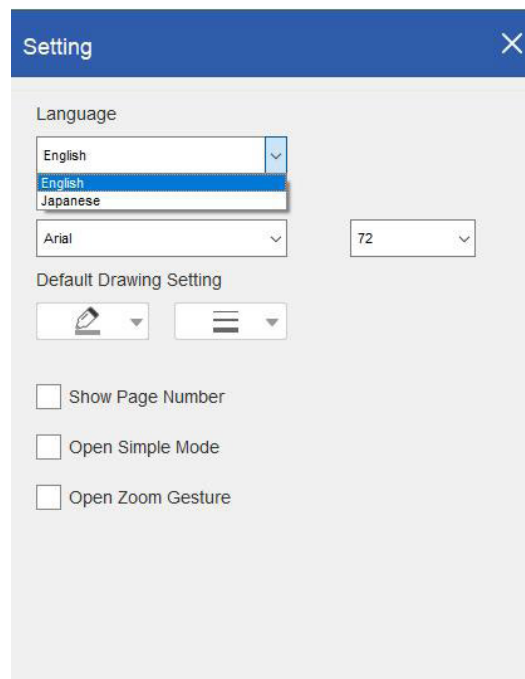 Setting
Language
English
English
Japanese
Arial 72
Default Drawing Setting
Show Page Number
Open Simple Mode
Open Zoom Gesture